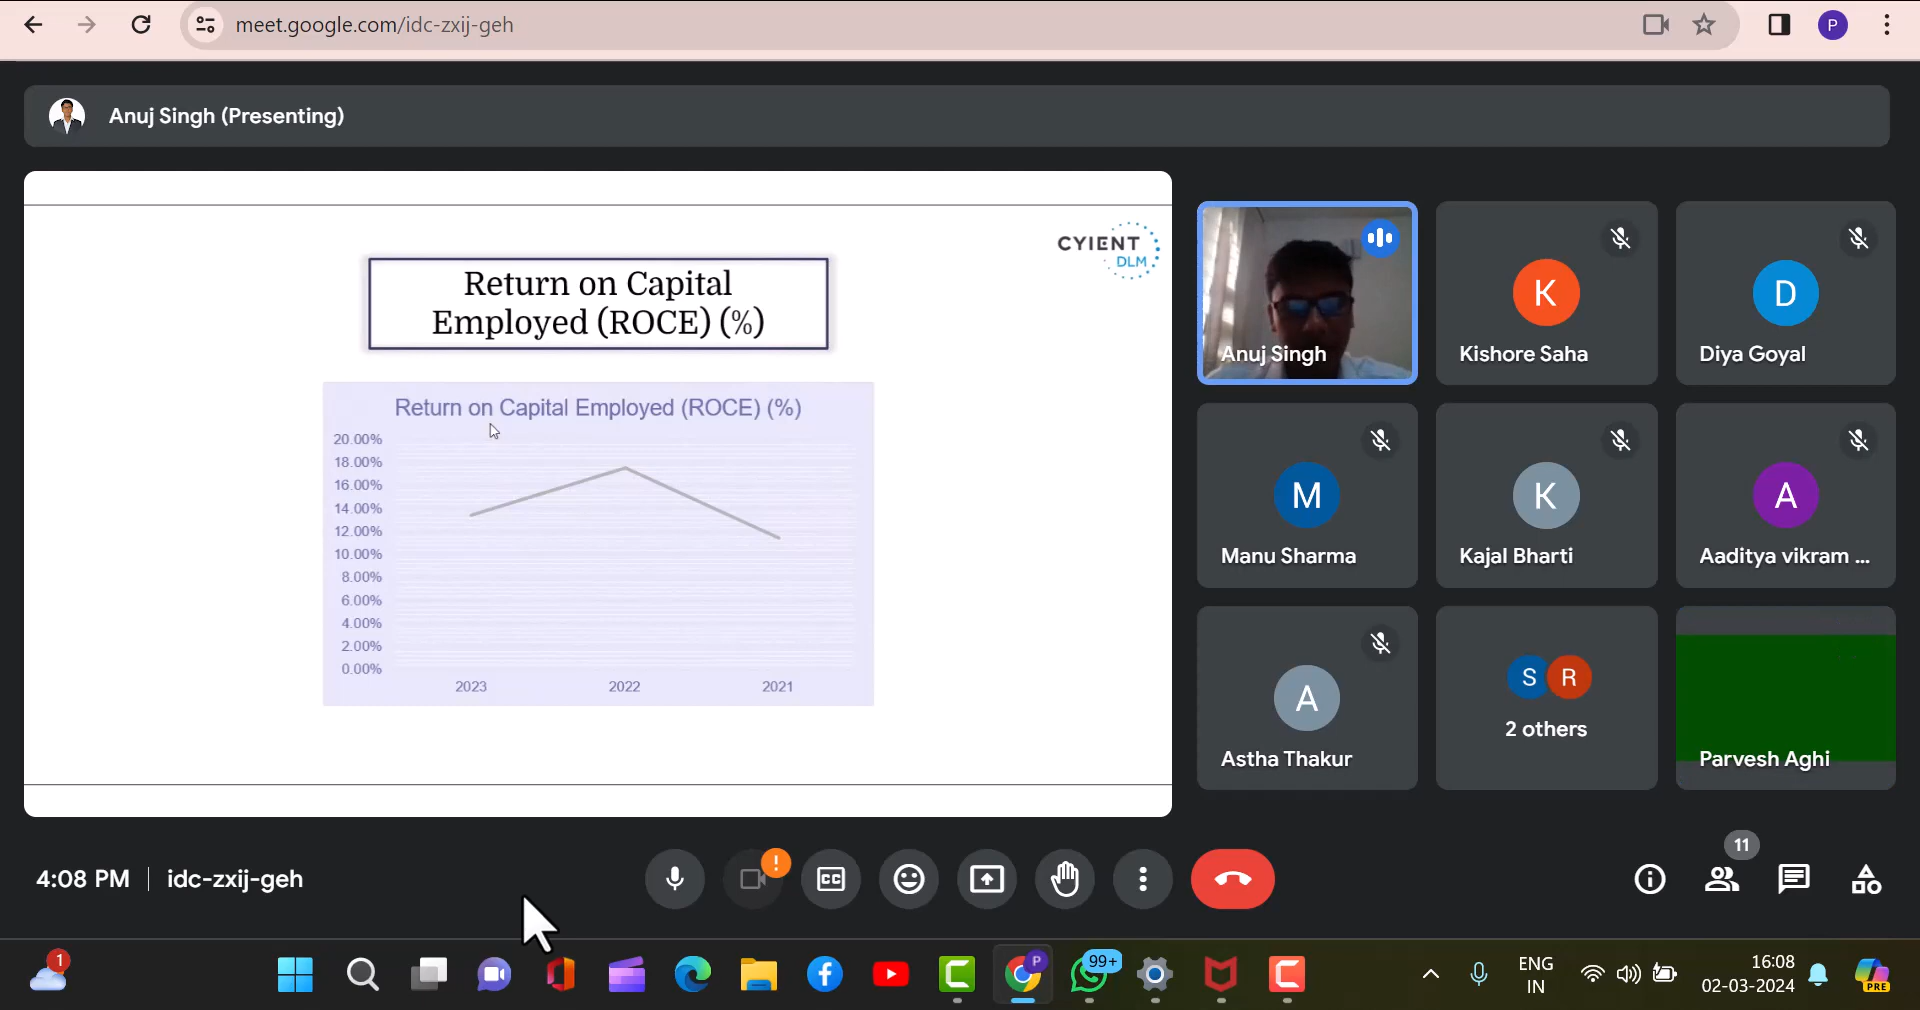 meet.google.com/idc-zxij-geh
P
Anuj Singh (Presenting)
CYIENT
DLM
Return on Capital
Employed (ROCE) (%)
Return on Capital Employed (ROCE) (%)
20.00%
18.00%
16.00%
14.00%
12.00%
10.00%
8.00%
6.00%
4.00%
2.00%
0.00%
2023 2022 2021
Anuj Singh
K
Kishore Saha
D
Diya Goyal
M
Manu Sharma
K
Kajal Bharti
A
Aaditya vikram ...
A
Astha Thakur
S R
2 others
Parvesh Aghi
4:08 PM | idc-zxij-geh
!
CC
11
1
P
99+
ENG
IN
16:08
02-03-2024
PRE